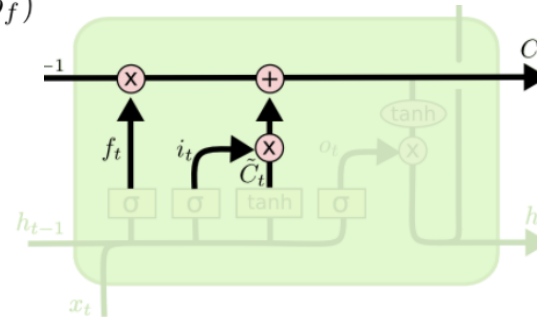 f)
-1 × + C
tanh
f_t i_t × o_t ×
C̃_t
σ σ tanh σ
h_{t-1} h
x_t